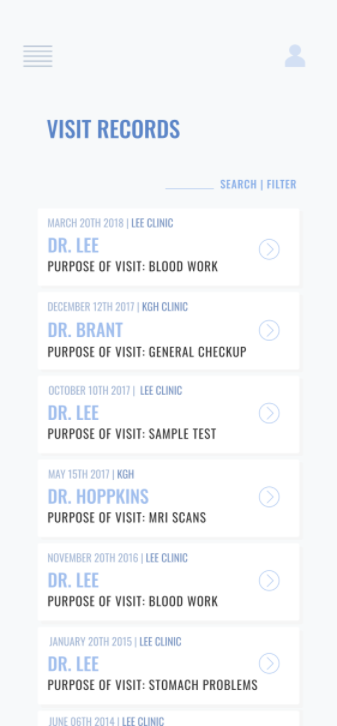 VISIT RECORDS
SEARCH | FILTER
MARCH 20TH 2018 | LEE CLINIC
DR. LEE
PURPOSE OF VISIT: BLOOD WORK
DECEMBER 12TH 2017 | KGH CLINIC
DR. BRANT
PURPOSE OF VISIT: GENERAL CHECKUP
OCTOBER 10TH 2017 | LEE CLINIC
DR. LEE
PURPOSE OF VISIT: SAMPLE TEST
MAY 15TH 2017 | KGH
DR. HOPPKINS
PURPOSE OF VISIT: MRI SCANS
NOVEMBER 20TH 2016 | LEE CLINIC
DR. LEE
PURPOSE OF VISIT: BLOOD WORK
JANUARY 20TH 2015 | LEE CLINIC
DR. LEE
PURPOSE OF VISIT: STOMACH PROBLEMS
JUNE 06TH 2014 | LEE CLINIC